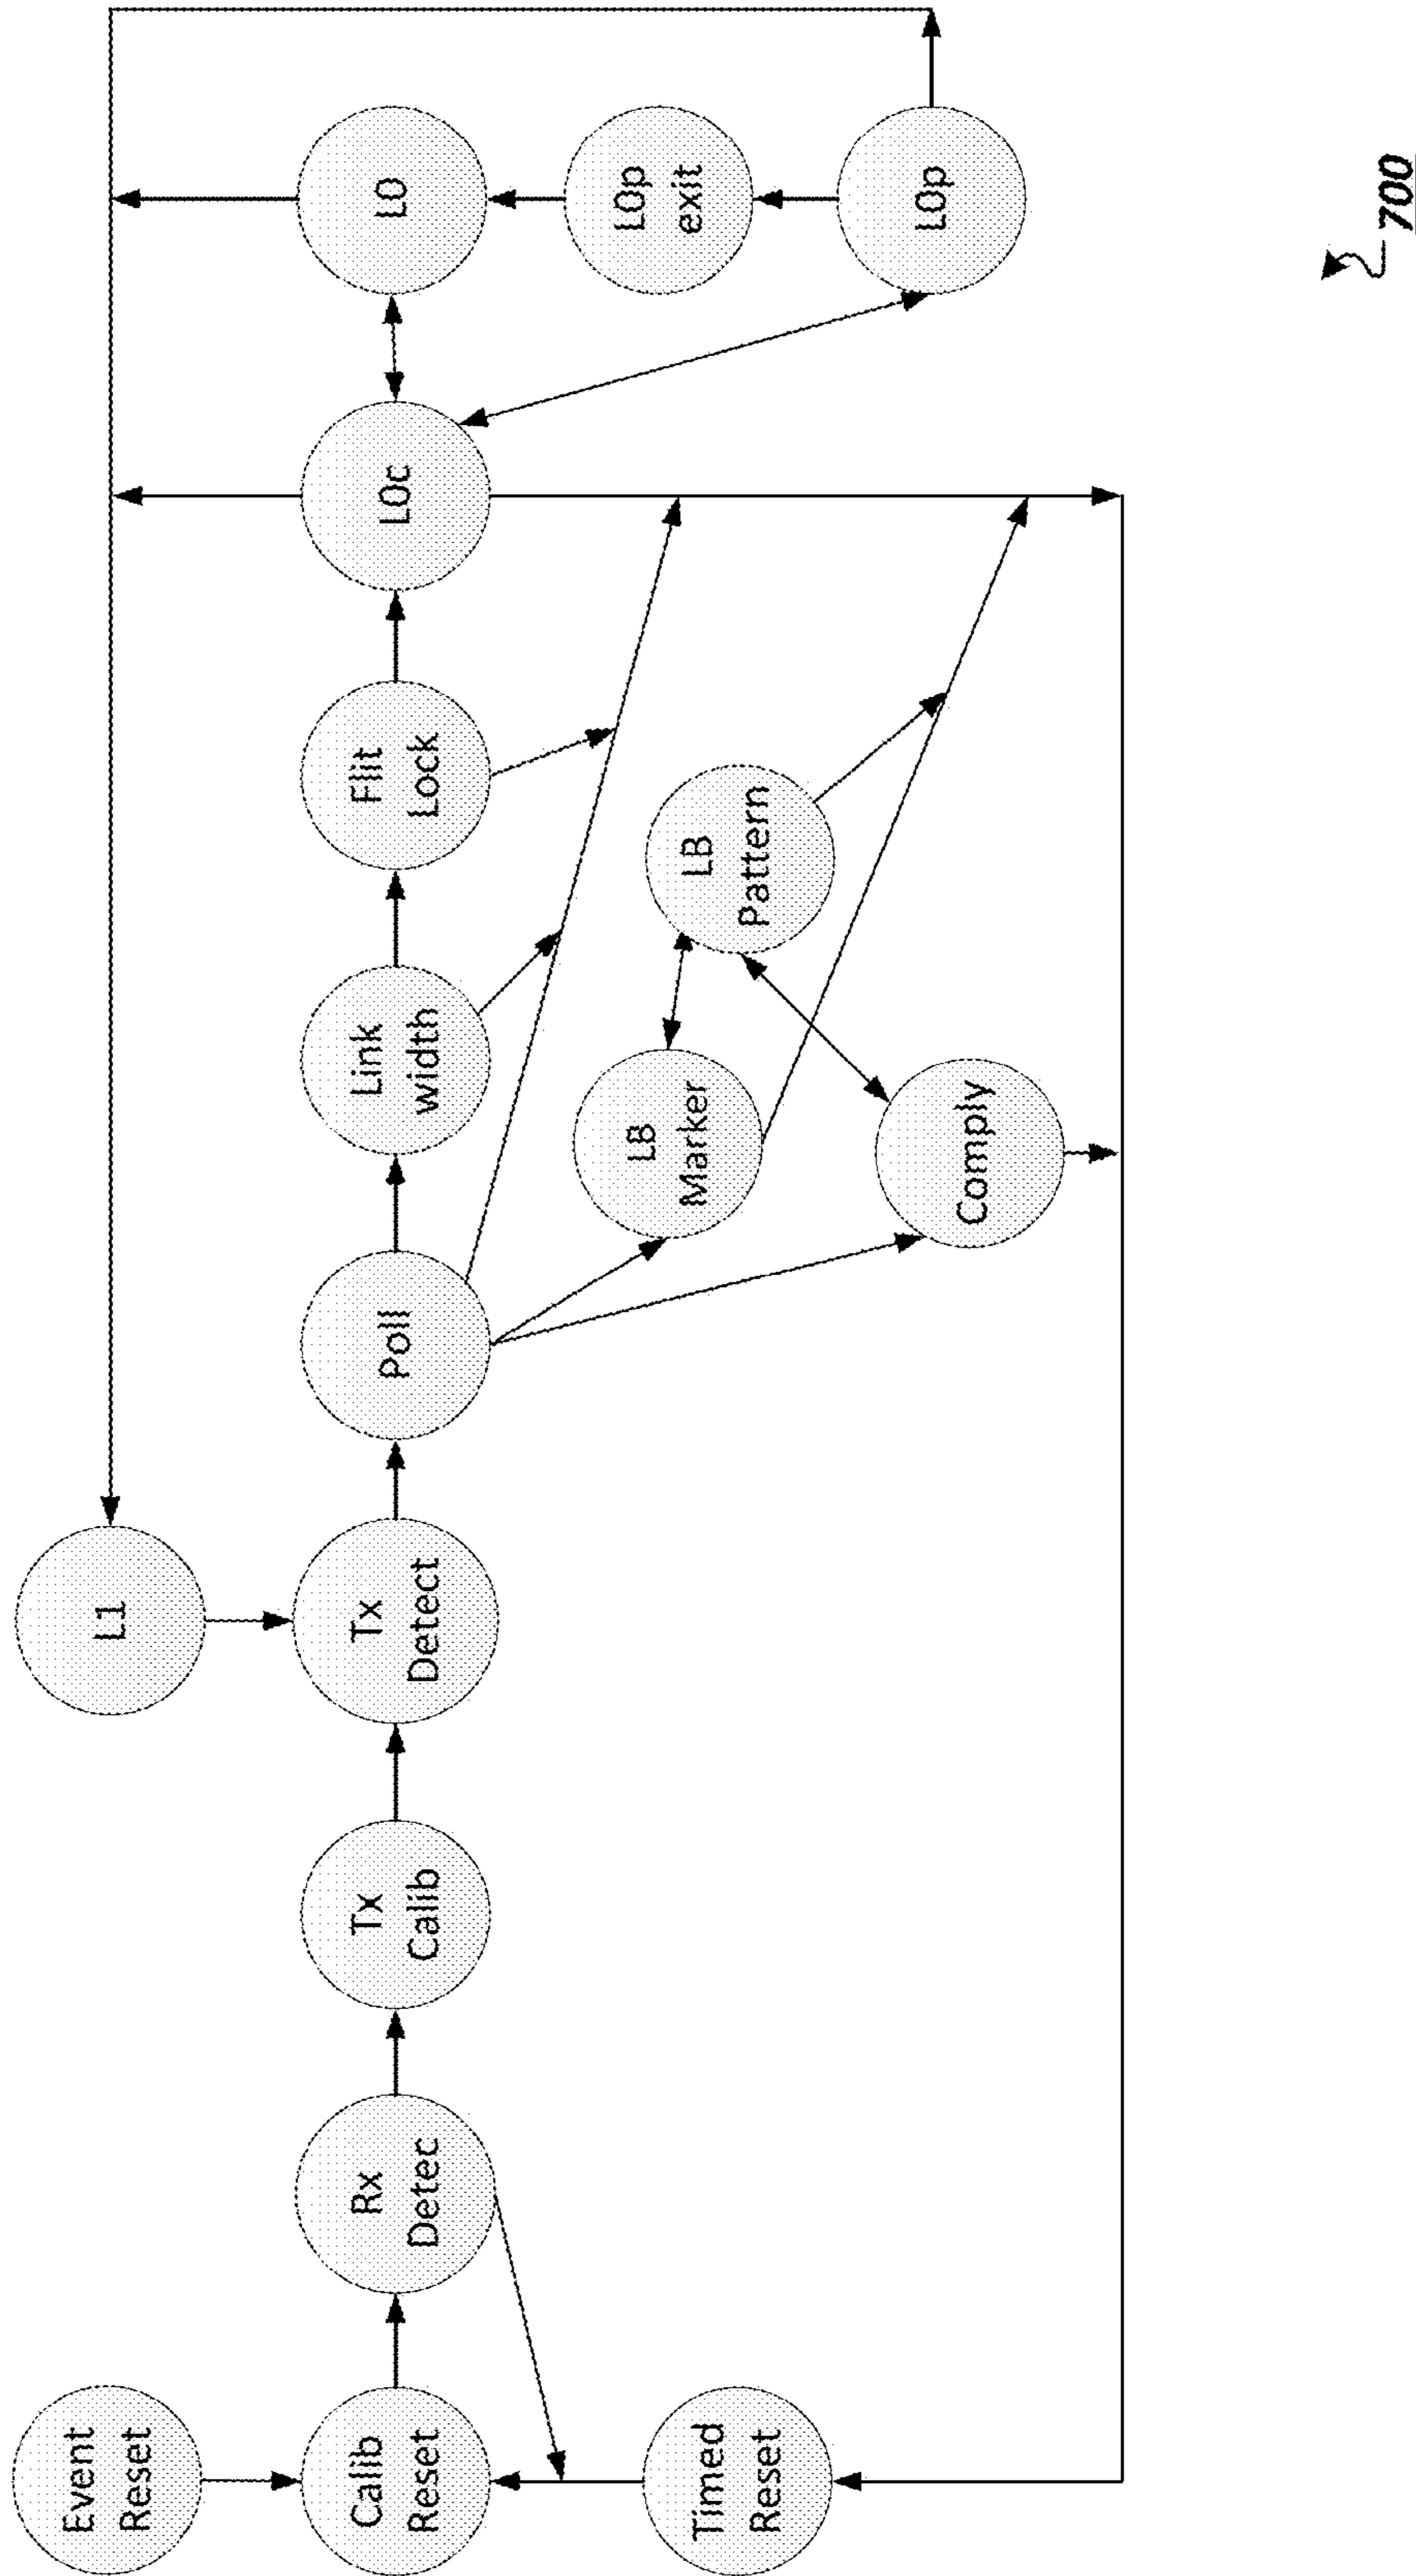 Event
Reset
L1
Calib
Reset
Rx
Detec
Tx
Calib
Tx
Detect
Poll
Link
width
Flit
Lock
L0c
L0
L0p
exit
LB
Marker
LB
Pattern
Timed
Reset
Comply
L0p
700